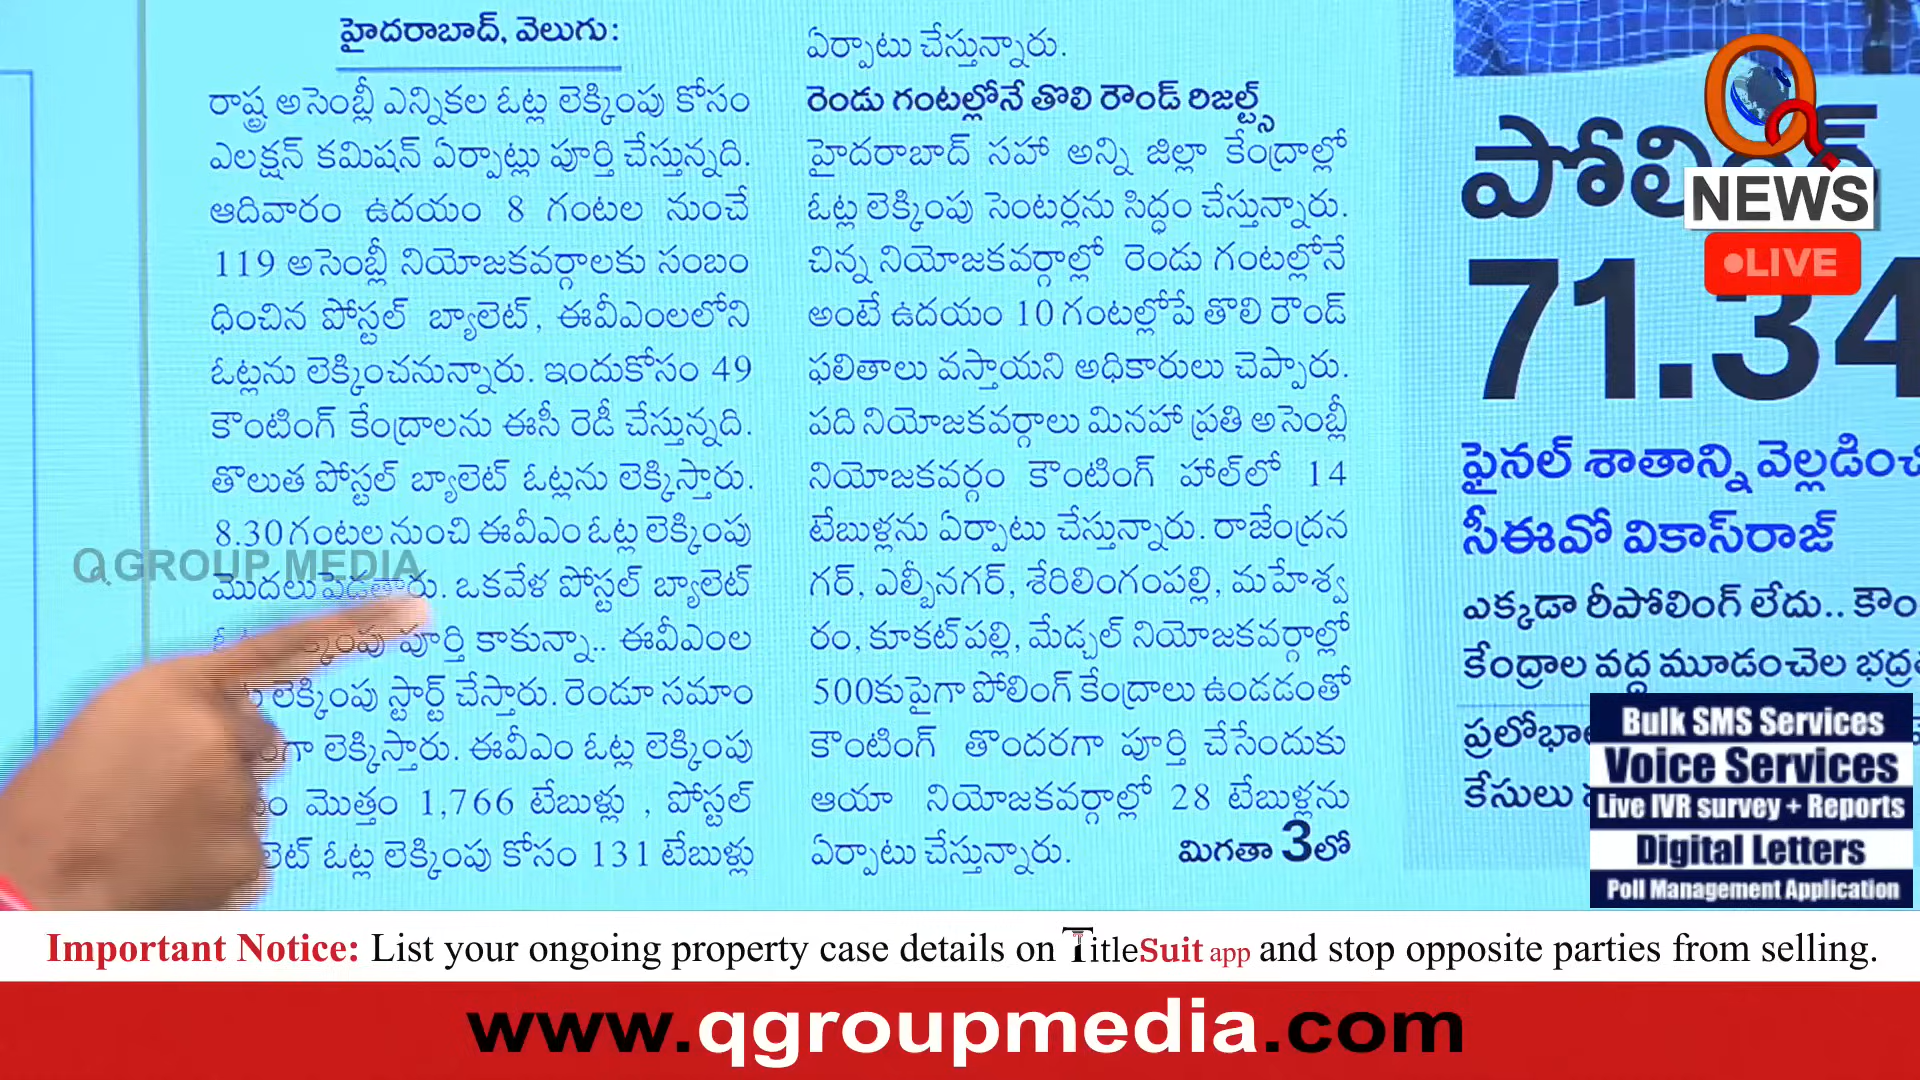 హైదరాబాద్, వెలుగు:
రాష్ట్ర అసెంబ్లీ ఎన్నికల ఓట్ల లెక్కింపు కోసం
ఎలక్షన్ కమిషన్ ఏర్పాట్లు పూర్తి చేస్తున్నది.
ఆదివారం ఉదయం 8 గంటల నుంచే
119 అసెంబ్లీ నియోజకవర్గాలకు సంబం
ధించిన పోస్టల్ బ్యాలెట్, ఈవీఎంలలోని
ఓట్లను లెక్కించనున్నారు. ఇందుకోసం 49
కౌంటింగ్ కేంద్రాలను ఈసీ రెడీ చేస్తున్నది.
తొలుత పోస్టల్ బ్యాలెట్ ఓట్లను లెక్కిస్తారు.
8.30 గంటల నుంచి ఈవీఎం ఓట్ల లెక్కింపు
మొదలుపెడతారు. ఒకవేళ పోస్టల్ బ్యాలెట్
పూర్తి కాకున్నా.. ఈవీఎంల
లెక్కింపు స్టార్ట్ చేస్తారు. రెండూ సమాం
లెక్కిస్తారు. ఈవీఎం ఓట్ల లెక్కింపు
మొత్తం 1,766 టేబుళ్లు , పోస్టల్
ఓట్ల లెక్కింపు కోసం 131 టేబుళ్లు
ఏర్పాటు చేస్తున్నారు.
రెండు గంటల్లోనే తొలి రౌండ్ రిజల్ట్స్
హైదరాబాద్ సహా అన్ని జిల్లా కేంద్రాల్లో
ఓట్ల లెక్కింపు సెంటర్లను సిద్ధం చేస్తున్నారు.
చిన్న నియోజకవర్గాల్లో రెండు గంటల్లోనే
అంటే ఉదయం 10 గంటల్లోపే తొలి రౌండ్
ఫలితాలు వస్తాయని అధికారులు చెప్పారు.
పది నియోజకవర్గాలు మినహా ప్రతి అసెంబ్లీ
నియోజకవర్గం కౌంటింగ్ హాల్‌లో 14
టేబుళ్లను ఏర్పాటు చేస్తున్నారు. రాజేంద్రన
గర్, ఎల్బీనగర్, శేరిలింగంపల్లి, మహేశ్వ
రం, కూకట్‌పల్లి, మేడ్చల్ నియోజకవర్గాల్లో
500కుపైగా పోలింగ్ కేంద్రాలు ఉండడంతో
కౌంటింగ్ తొందరగా పూర్తి చేసేందుకు
ఆయా నియోజకవర్గాల్లో 28 టేబుళ్లను
ఏర్పాటు చేస్తున్నారు. మిగతా 3లో
71.34
ఫైనల్ శాతాన్ని
సీఈవో వికాస్‌రాజ్
ఎక్కడా రీపోలింగ్ లేదు..
కేంద్రాల వద్ద మూడంచెల
కేసులు
Q GROUP MEDIA
NEWS
LIVE
Bulk SMS Services
Voice Services
Live IVR survey + Reports
Digital Letters
Poll Management Application
Important Notice: List your ongoing property case details on TitleSuit app and stop opposite parties from selling.
www.qgroupmedia.com